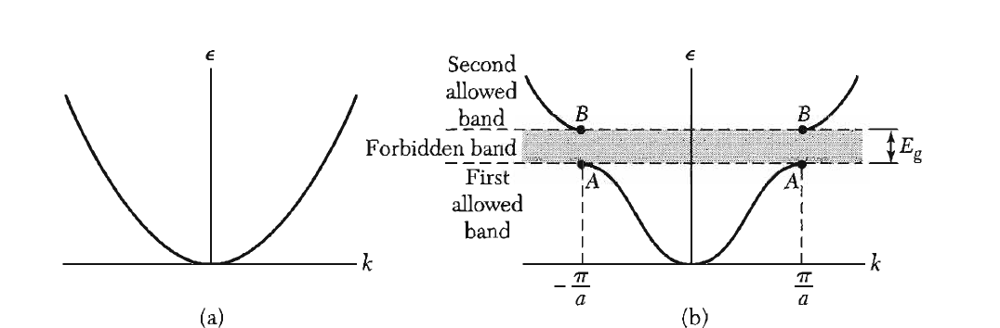 ϵ
k
(a)
ϵ
Second
allowed
band
B
B
Forbidden band
E_g
First
allowed
band
A
A
k
−π/a
π/a
(b)